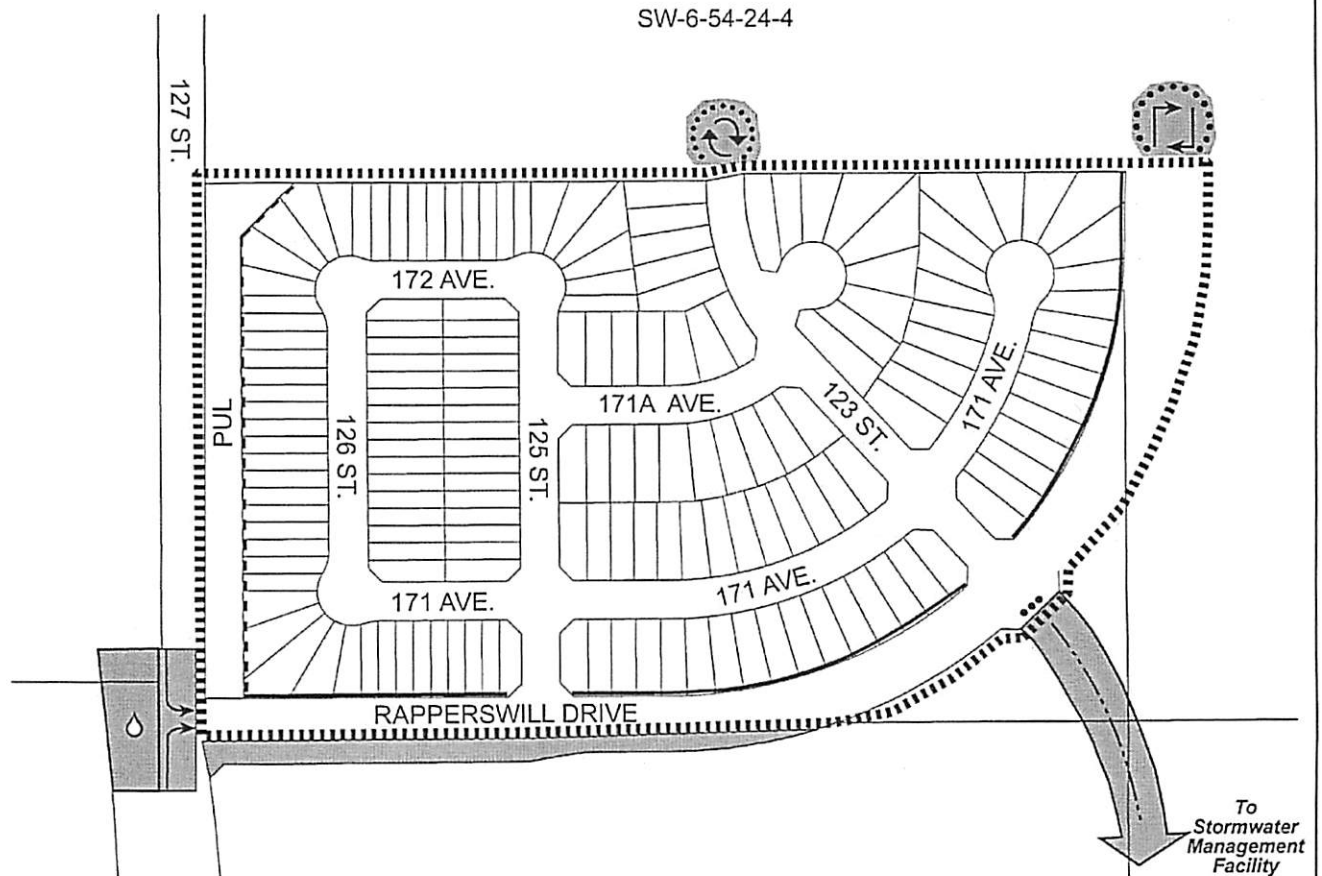 SW-6-54-24-4
127 ST.
172 AVE.
PUL
126 ST.
125 ST.
171A AVE.
123 ST.
171 AVE.
171 AVE.
171 AVE.
RAPPERSWILL DRIVE
To
Stormwater
Management
Facility